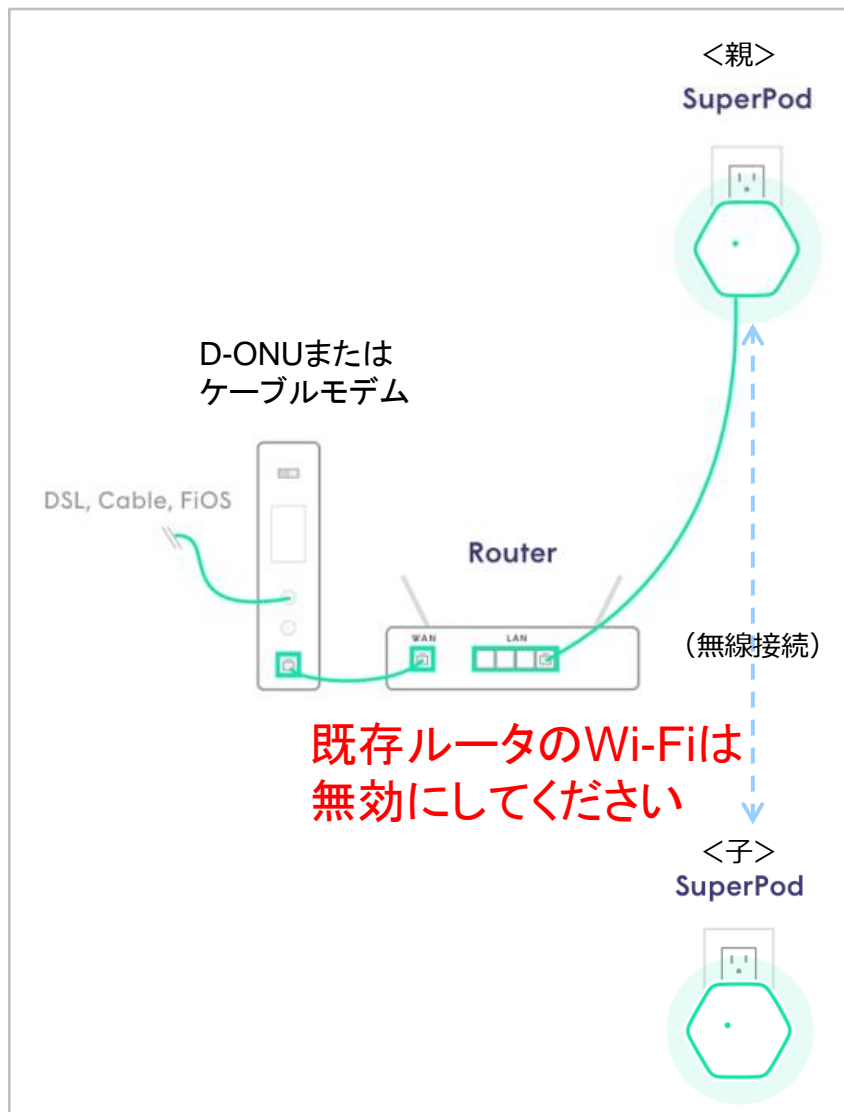 ＜親＞
SuperPod
D-ONUまたは
ケーブルモデム
DSL, Cable, FiOS
Router
WAN
LAN
（無線接続）
既存ルータのWi-Fiは
無効にしてください
＜子＞
SuperPod